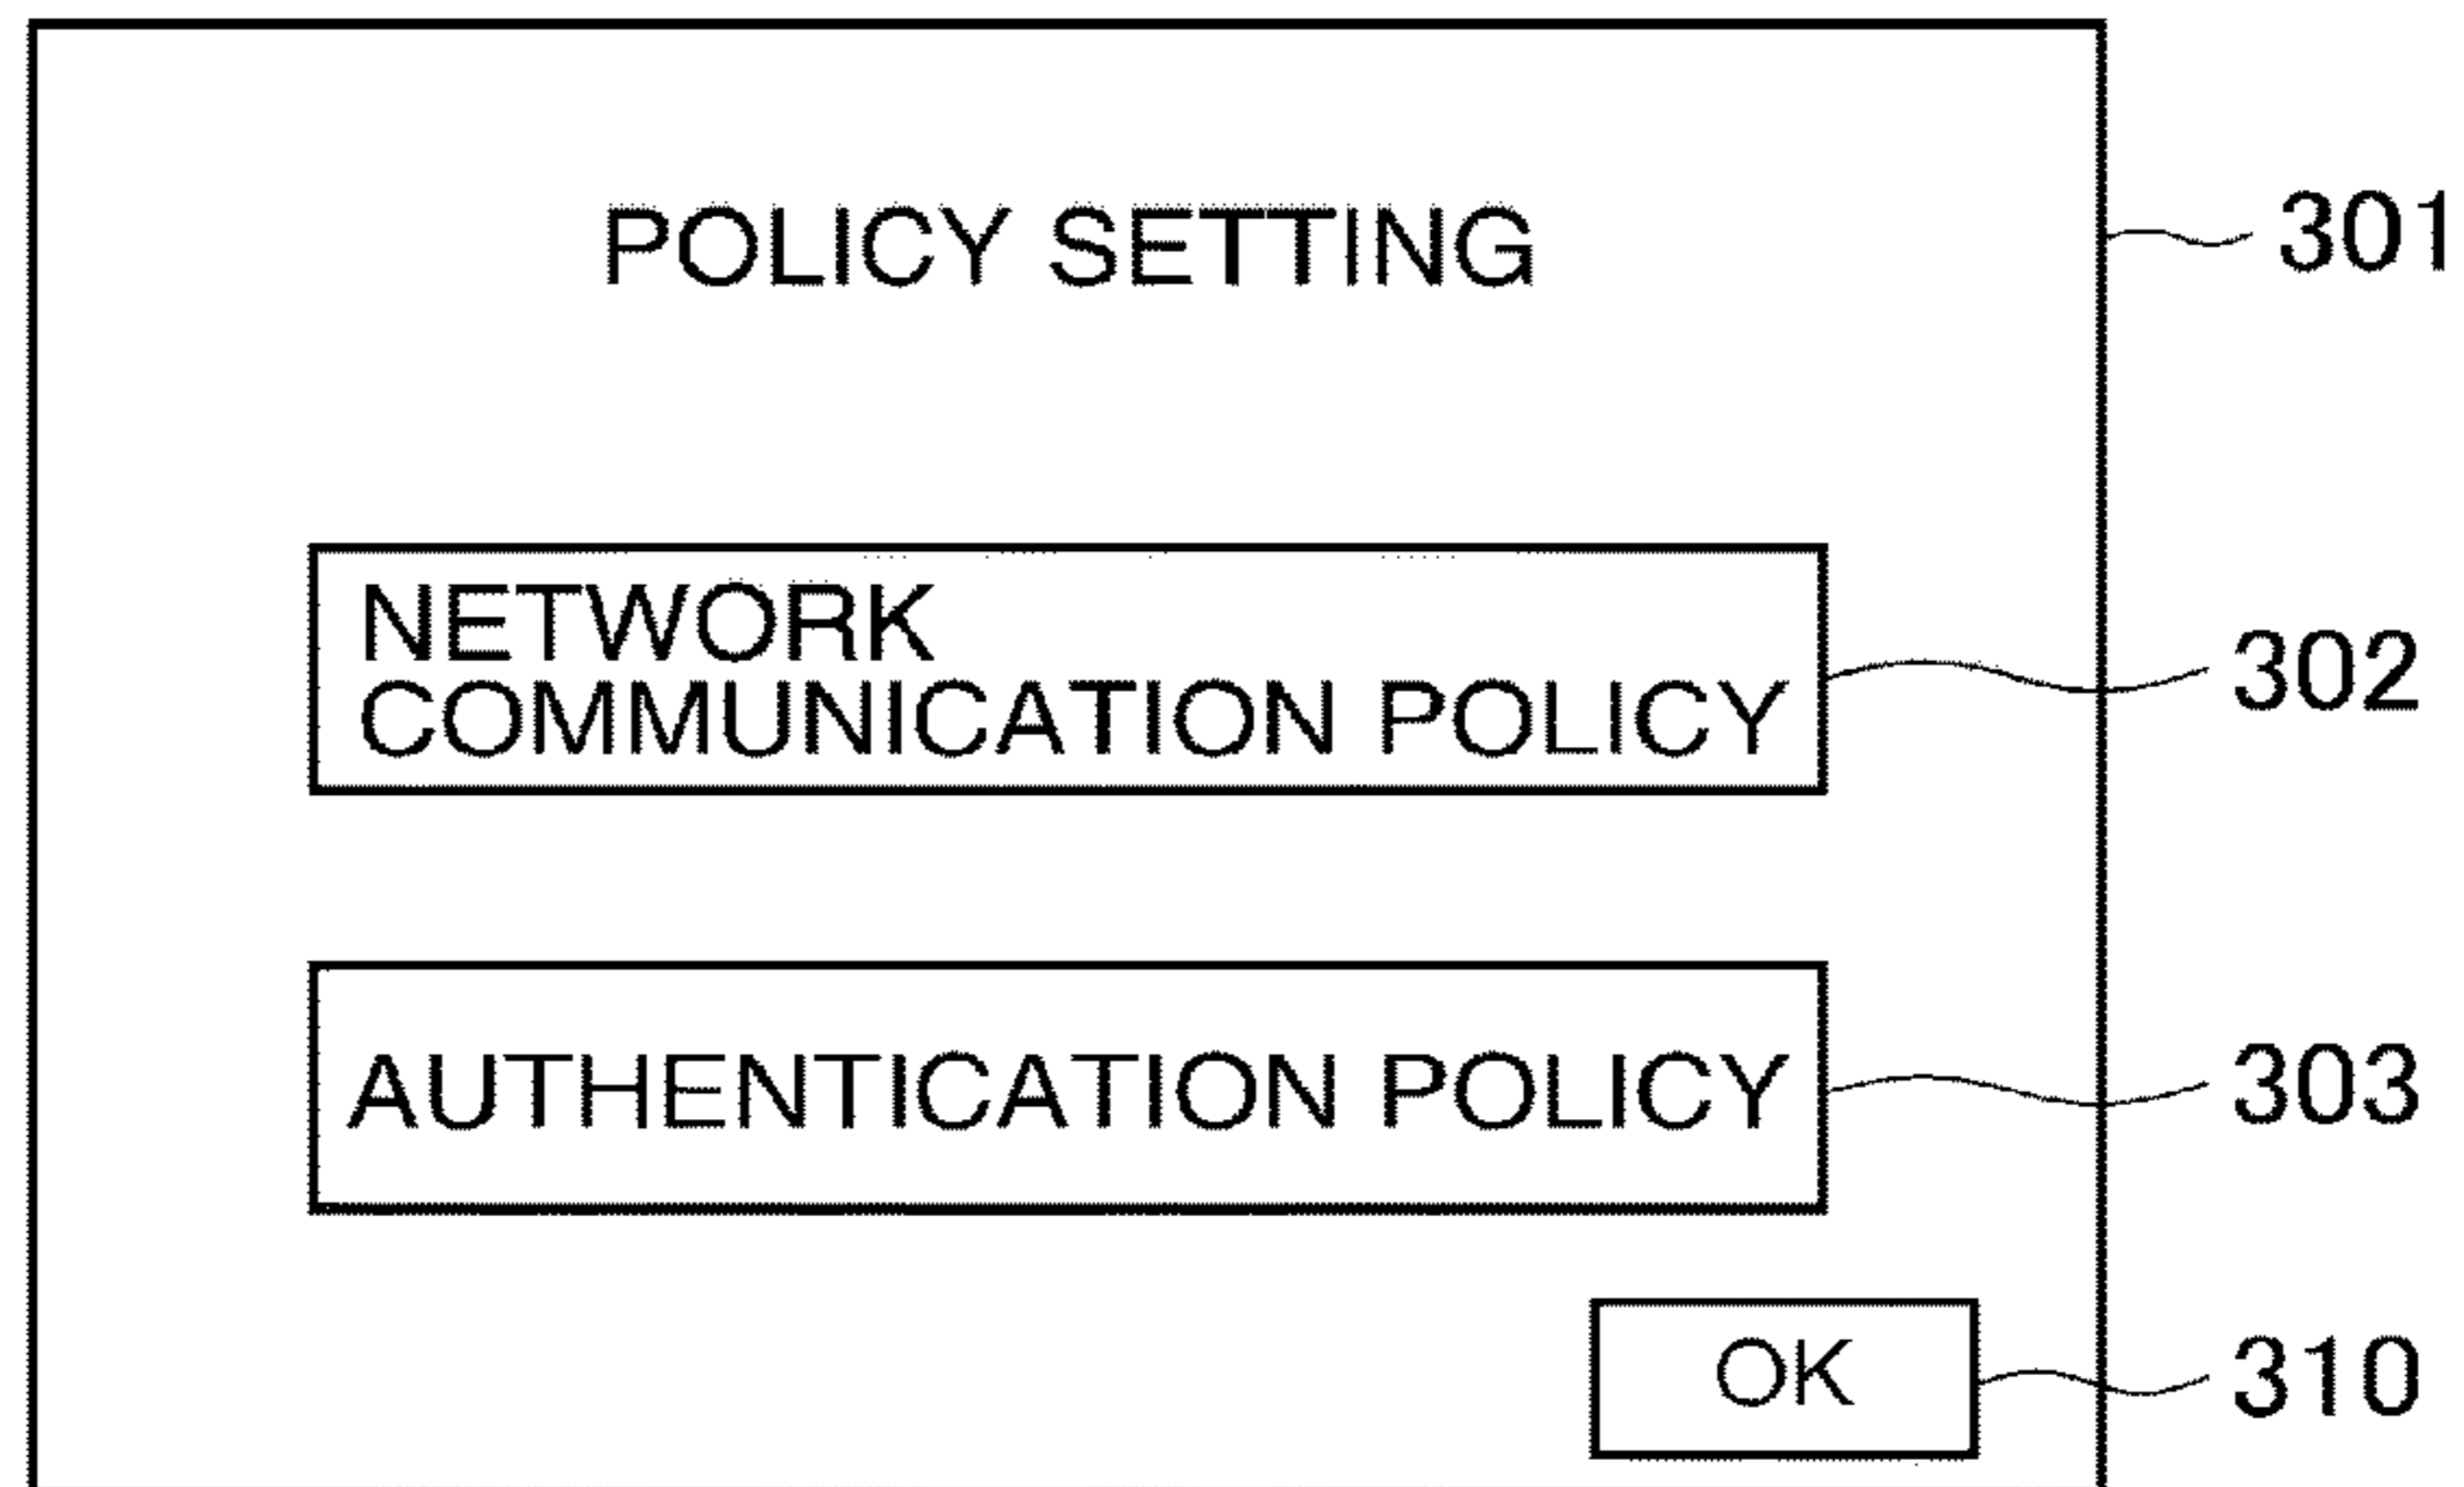 POLICY SETTING
301
NETWORK
COMMUNICATION POLICY
302
AUTHENTICATION POLICY
303
OK
310